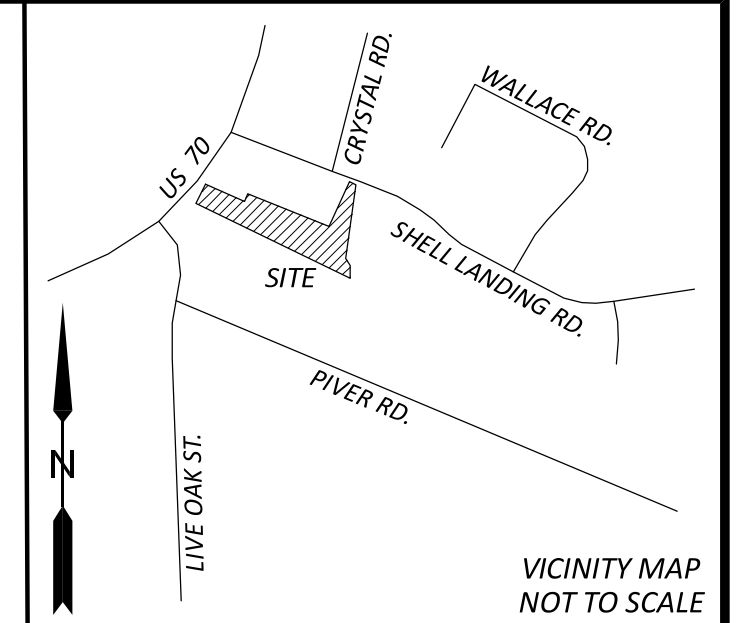 CRYSTAL RD.
WALLACE RD.
US 70
SHELL LANDING RD.
SITE
PIVER RD.
N
LIVE OAK ST.
VICINITY MAP
NOT TO SCALE